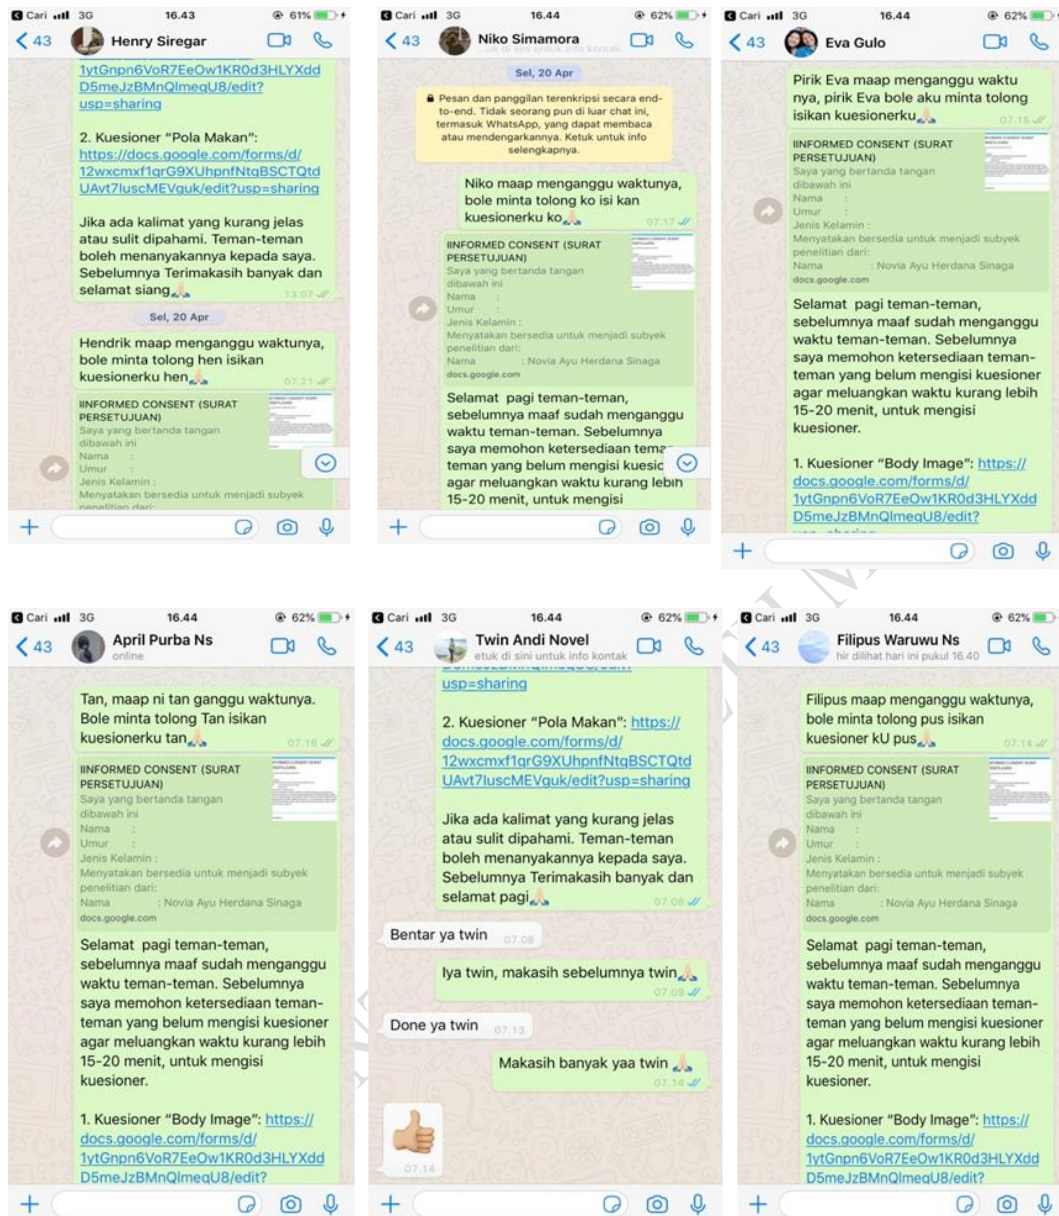 Cari 3G 16.43 61%
43 Henry Siregar
1ytGnpn6VoR7EeOw1KR0d3HLYXdd
D5meJzBMnQlmeqU8/edit?
usp=sharing
2. Kuesioner “Pola Makan”:
https://docs.google.com/forms/d/
12wxcmxf1qrG9XUhpnfNtqBSCTQtd
UAvt7IuscMEVguk/edit?usp=sharing
Jika ada kalimat yang kurang jelas
atau sulit dipahami. Teman-teman
boleh menanyakannya kepada saya.
Sebelumnya Terimakasih banyak dan
selamat siang🙏🏻 13.07
Sel, 20 Apr
Hendrik maap menganggu waktunya,
bole minta tolong hen isikan
kuesionerku hen🙏🏻 07.21
IINFORMED CONSENT (SURAT
PERSETUJUAN)
Saya yang bertanda tangan
dibawah ini
Nama :
Umur :
Jenis Kelamin :
Menyatakan bersedia untuk menjadi subyek
penelitian dari:
Cari 3G 16.44 62%
43 Niko Simamora
...uk di sini untuk info kontak
Sel, 20 Apr
Pesan dan panggilan terenkripsi secara end-
to-end. Tidak seorang pun di luar chat ini,
termasuk WhatsApp, yang dapat membaca
atau mendengarkannya. Ketuk untuk info
selengkapnya.
Niko maap menganggu waktunya,
bole minta tolong ko isi kan
kuesionerku ko🙏🏻 07.17
IINFORMED CONSENT (SURAT
PERSETUJUAN)
Saya yang bertanda tangan
dibawah ini
Nama :
Umur :
Jenis Kelamin :
Menyatakan bersedia untuk menjadi subyek
penelitian dari:
Nama : Novia Ayu Herdana Sinaga
docs.google.com
Selamat pagi teman-teman,
sebelumnya maaf sudah menganggu
waktu teman-teman. Sebelumnya
saya memohon ketersediaan tema
teman yang belum mengisi kuesic
agar meluangkan waktu kurang lebih
15-20 menit, untuk mengisi
Cari 3G 16.44 62%
43 Eva Gulo
Pirik Eva maap menganggu waktu
nya, pirik Eva bole aku minta tolong
isikan kuesionerku🙏🏻 07.16
IINFORMED CONSENT (SURAT
PERSETUJUAN)
Saya yang bertanda tangan
dibawah ini
Nama :
Umur :
Jenis Kelamin :
Menyatakan bersedia untuk menjadi subyek
penelitian dari:
Nama : Novia Ayu Herdana Sinaga
docs.google.com
Selamat pagi teman-teman,
sebelumnya maaf sudah menganggu
waktu teman-teman. Sebelumnya
saya memohon ketersediaan teman-
teman yang belum mengisi kuesioner
agar meluangkan waktu kurang lebih
15-20 menit, untuk mengisi
kuesioner.
1. Kuesioner “Body Image”: https://
docs.google.com/forms/d/
1ytGnpn6VoR7EeOw1KR0d3HLYXdd
D5meJzBMnQlmeqU8/edit?
Cari 3G 16.44 62%
43 April Purba Ns
online
Tan, maap ni tan ganggu waktunya.
Bole minta tolong Tan isikan
kuesionerku tan🙏🏻 07.16
IINFORMED CONSENT (SURAT
PERSETUJUAN)
Saya yang bertanda tangan
dibawah ini
Nama :
Umur :
Jenis Kelamin :
Menyatakan bersedia untuk menjadi subyek
penelitian dari:
Nama : Novia Ayu Herdana Sinaga
docs.google.com
Selamat pagi teman-teman,
sebelumnya maaf sudah menganggu
waktu teman-teman. Sebelumnya
saya memohon ketersediaan teman-
teman yang belum mengisi kuesioner
agar meluangkan waktu kurang lebih
15-20 menit, untuk mengisi
kuesioner.
1. Kuesioner “Body Image”: https://
docs.google.com/forms/d/
1ytGnpn6VoR7EeOw1KR0d3HLYXdd
D5meJzBMnQlmeqU8/edit?
Cari 3G 16.44 62%
43 Twin Andi Novel
etuk di sini untuk info kontak
usp=sharing
2. Kuesioner “Pola Makan”: https://
docs.google.com/forms/d/
12wxcmxf1qrG9XUhpnfNtqBSCTQtd
UAvt7IuscMEVguk/edit?usp=sharing
Jika ada kalimat yang kurang jelas
atau sulit dipahami. Teman-teman
boleh menanyakannya kepada saya.
Sebelumnya Terimakasih banyak dan
selamat pagi🙏🏻 07.08
Bentar ya twin 07.08
Iya twin, makasih sebelumnya twin🙏🏻
07.09
Done ya twin 07.13
Makasih banyak yaa twin 🙏🏻
07.14
07.14
Cari 3G 16.44 62%
43 Filipus Waruwu Ns
hir dilihat hari ini pukul 16.40
Filipus maap menganggu waktunya,
bole minta tolong pus isikan
kuesioner kU pus🙏🏻 07.14
IINFORMED CONSENT (SURAT
PERSETUJUAN)
Saya yang bertanda tangan
dibawah ini
Nama :
Umur :
Jenis Kelamin :
Menyatakan bersedia untuk menjadi subyek
penelitian dari:
Nama : Novia Ayu Herdana Sinaga
docs.google.com
Selamat pagi teman-teman,
sebelumnya maaf sudah menganggu
waktu teman-teman. Sebelumnya
saya memohon ketersediaan teman-
teman yang belum mengisi kuesioner
agar meluangkan waktu kurang lebih
15-20 menit, untuk mengisi
kuesioner.
1. Kuesioner “Body Image”: https://
docs.google.com/forms/d/
1ytGnpn6VoR7EeOw1KR0d3HLYXdd
D5meJzBMnQlmeqU8/edit?